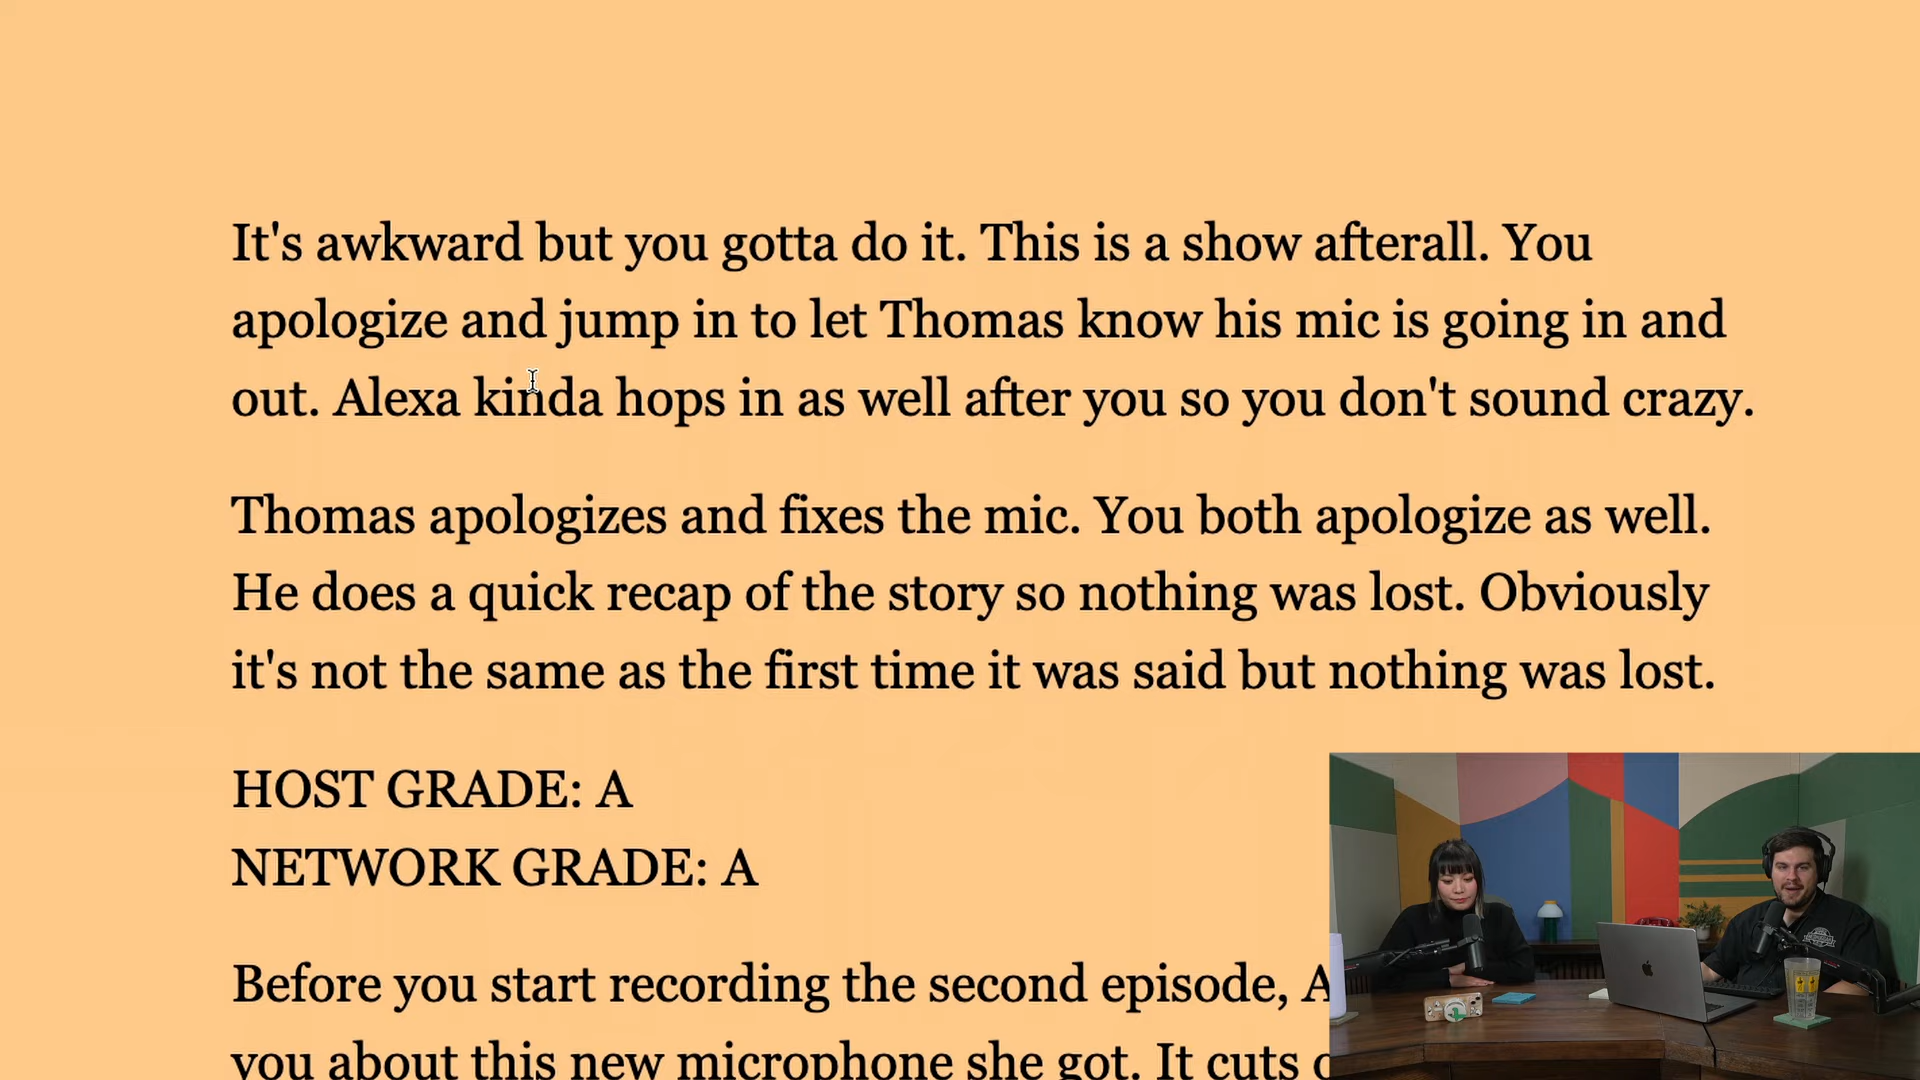 It's awkward but you gotta do it. This is a show afterall. You
apologize and jump in to let Thomas know his mic is going in and
out. Alexa kinda hops in as well after you so you don't sound crazy.
Thomas apologizes and fixes the mic. You both apologize as well.
He does a quick recap of the story so nothing was lost. Obviously
it's not the same as the first time it was said but nothing was lost.
HOST GRADE: A
NETWORK GRADE: A
Before you start recording the second episode,
you about this new microphone she got. It cuts